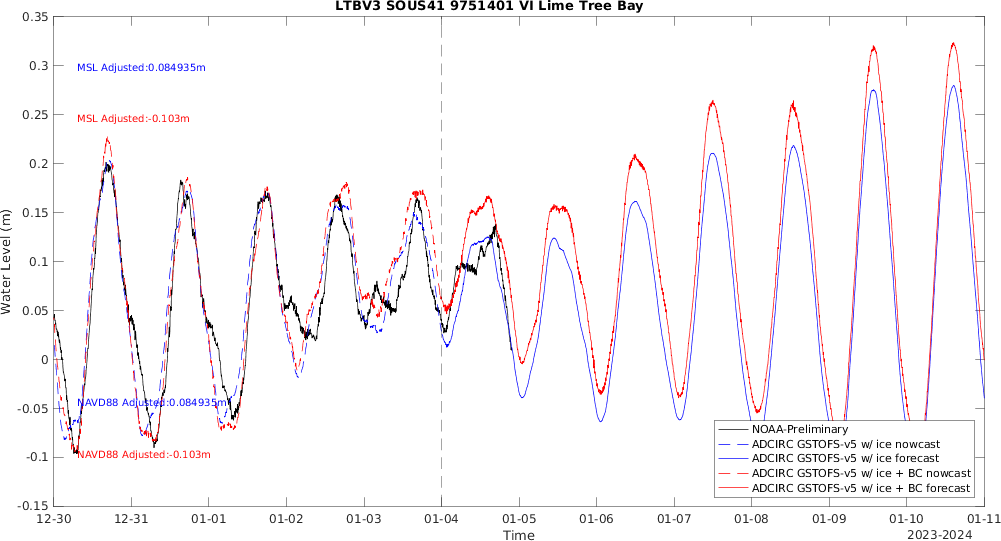 LTBV3 SOUS41 9751401 VI Lime Tree Bay
0.35
0.3
0.25
0.2
0.15
0.1
0.05
0
-0.05
-0.1
-0.15
Water Level (m)
MSL Adjusted:0.084935m
MSL Adjusted:-0.103m
NAVD88 Adjusted:0.084935m
NAVD88 Adjusted:-0.103m
NOAA-Preliminary
ADCIRC GSTOFS-v5 w/ ice nowcast
ADCIRC GSTOFS-v5 w/ ice forecast
ADCIRC GSTOFS-v5 w/ ice + BC nowcast
ADCIRC GSTOFS-v5 w/ ice + BC forecast
12-30 12-31 01-01 01-02 01-03 01-04 01-05 01-06 01-07 01-08 01-09 01-10 01-11
Time
2023-2024